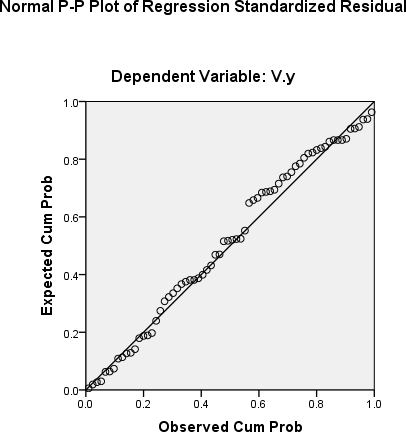 Normal P-P Plot of Regression Standardized Residual
Dependent Variable: V.y
1.0
0.8
0.6
0.4
0.2
0.0
Expected Cum Prob
0.0 0.2 0.4 0.6 0.8 1.0
Observed Cum Prob